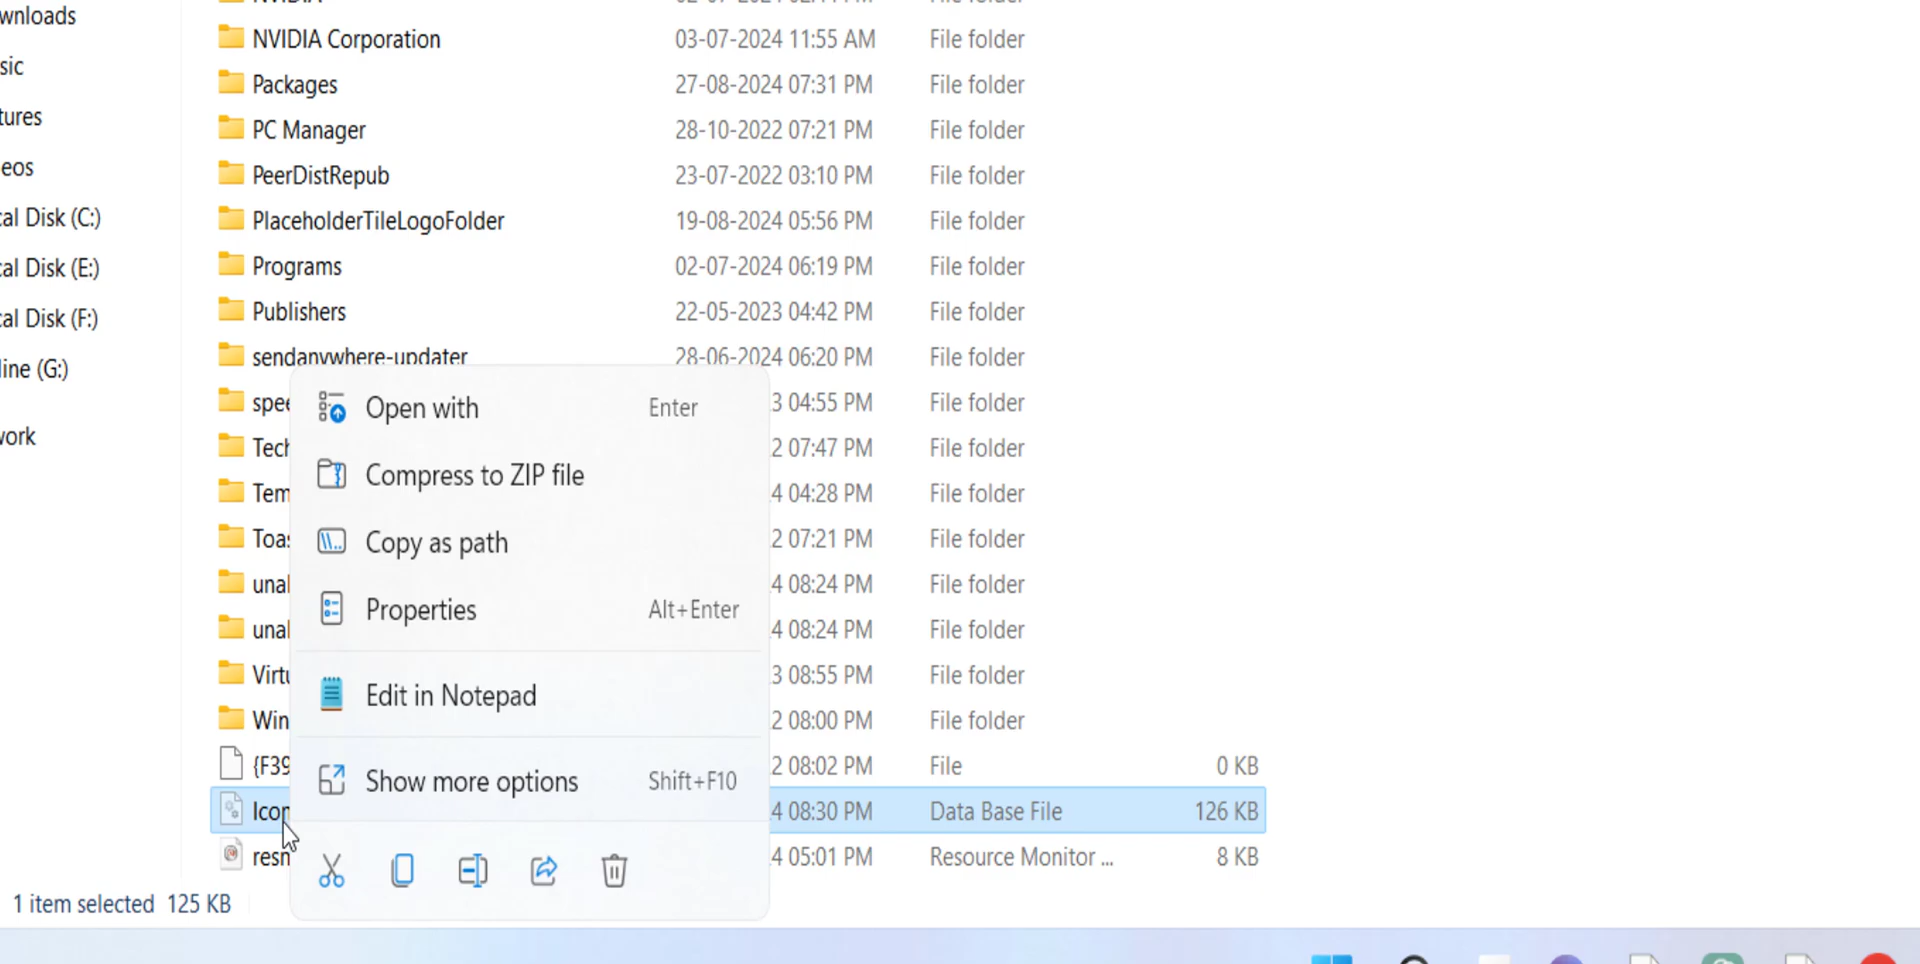 wnloads
NVIDIA Corporation 03-07-2024 11:55 AM File folder
sic
Packages 27-08-2024 07:31 PM File folder
tures
PC Manager 28-10-2022 07:21 PM File folder
eos
PeerDistRepub 23-07-2022 03:10 PM File folder
cal Disk (C:)
PlaceholderTileLogoFolder 19-08-2024 05:56 PM File folder
cal Disk (E:)
Programs 02-07-2024 06:19 PM File folder
cal Disk (F:)
Publishers 22-05-2023 04:42 PM File folder
line (G:)
sendanywhere-updater 28-06-2024 06:20 PM File folder
spee 3 04:55 PM File folder
work
Tech 2 07:47 PM File folder
Tem 4 04:28 PM File folder
Toas 2 07:21 PM File folder
unal 4 08:24 PM File folder
unal 4 08:24 PM File folder
Virtu 3 08:55 PM File folder
Win 2 08:00 PM File folder
{F39 2 08:02 PM File 0 KB
Icon 4 08:30 PM Data Base File 126 KB
resn 4 05:01 PM Resource Monitor ... 8 KB
Open with Enter
Compress to ZIP file
Copy as path
Properties Alt+Enter
Edit in Notepad
Show more options Shift+F10
1 item selected 125 KB